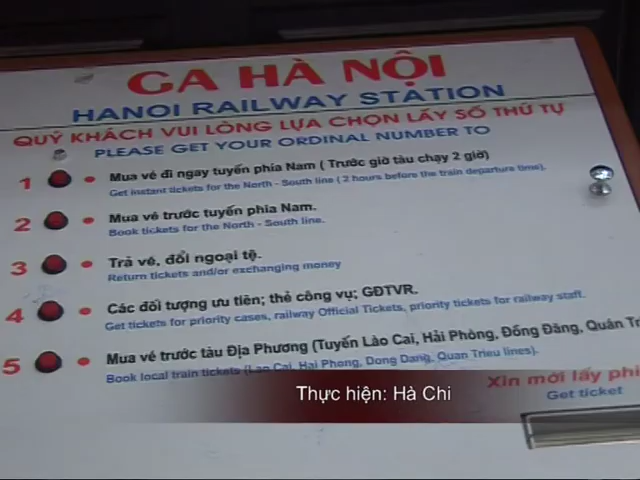 GA HÀ NỘI
HANOI RAILWAY STATION
QUÝ KHÁCH VUI LÒNG LỰA CHỌN LẤY SỐ THỨ TỰ
PLEASE GET YOUR ORDINAL NUMBER TO
1 Mua vé đi ngay tuyến phía Nam ( Trước giờ tàu chạy 2 giờ)
Get instant tickets for the North - South line ( 2 hours before the train departure time).
2 Mua vé trước tuyến phía Nam.
Book tickets for the North - South line.
3 Trả vé, đổi ngoại tệ.
Return tickets and/or exchanging money
4 Các đối tượng ưu tiên; thẻ công vụ; GĐTVR.
Get tickets for priority cases, railway Official Tickets, priority tickets for railway staff.
5 Mua vé trước tàu Địa Phương (Tuyến Lào Cai, Hải Phòng, Đồng Đăng, Quán Tr
Book local train tickets (Lao Cai, Hai Phong, Dong Dang, Quan Trieu lines).
Xin mời lấy phi
Get ticket
Thực hiện: Hà Chi